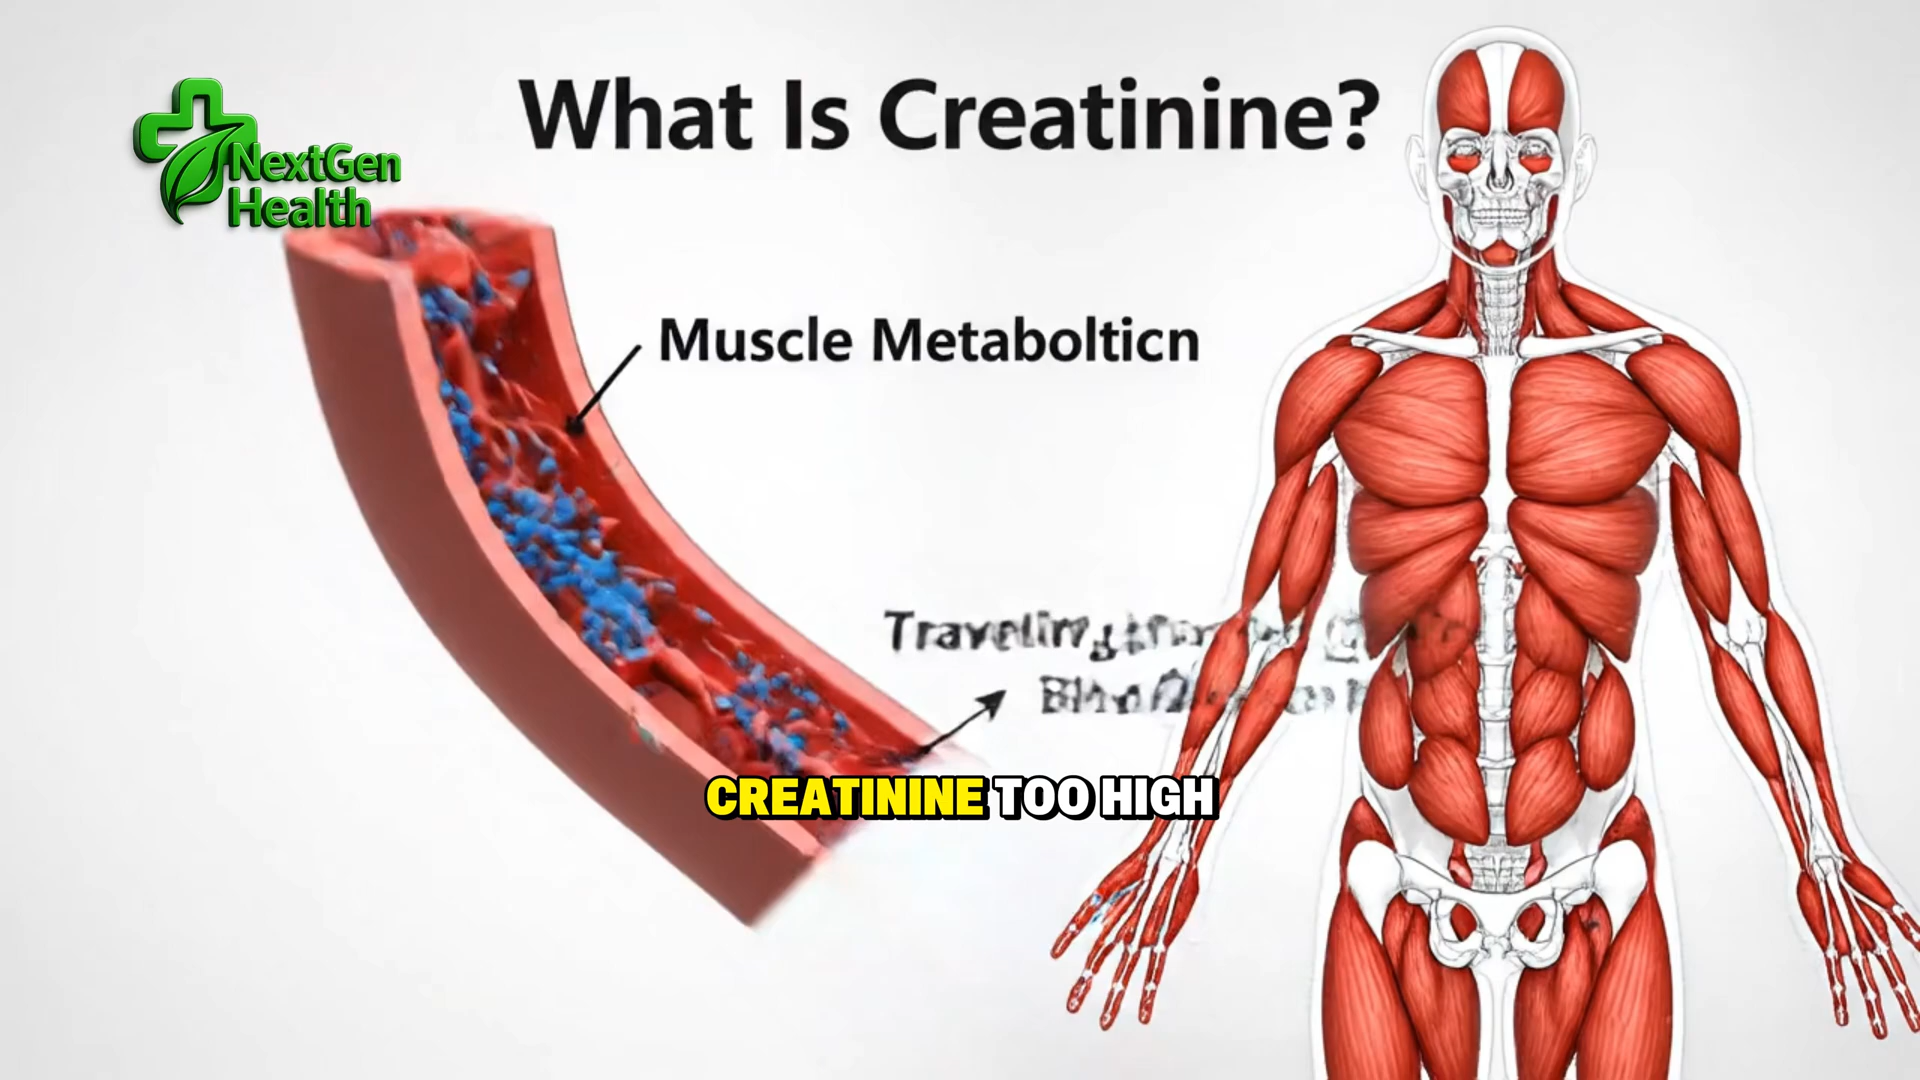 What Is Creatinine?
NextGen
Health
Muscle Metabolticn
CREATININE TOO HIGH